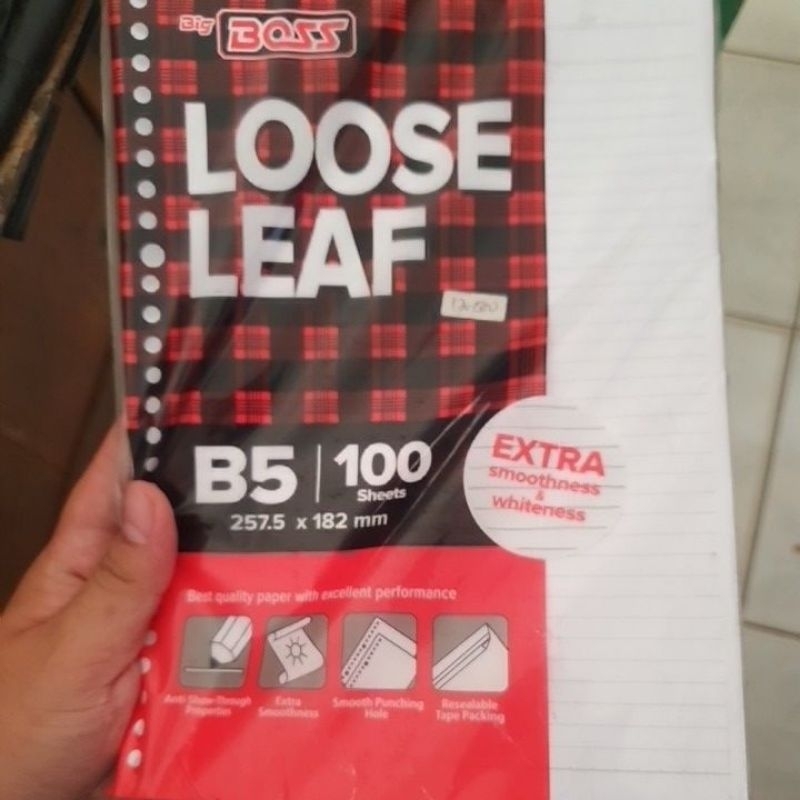 Big BOSS
LOOSE
LEAF
B5 | 100
Sheets
257.5 x 182 mm
EXTRA
smoothness
&
whiteness
Best quality paper with excellent performance
Anti Show-Through
Properties
Extra
Smoothness
Smooth Punching
Hole
Resealable
Tape Packing